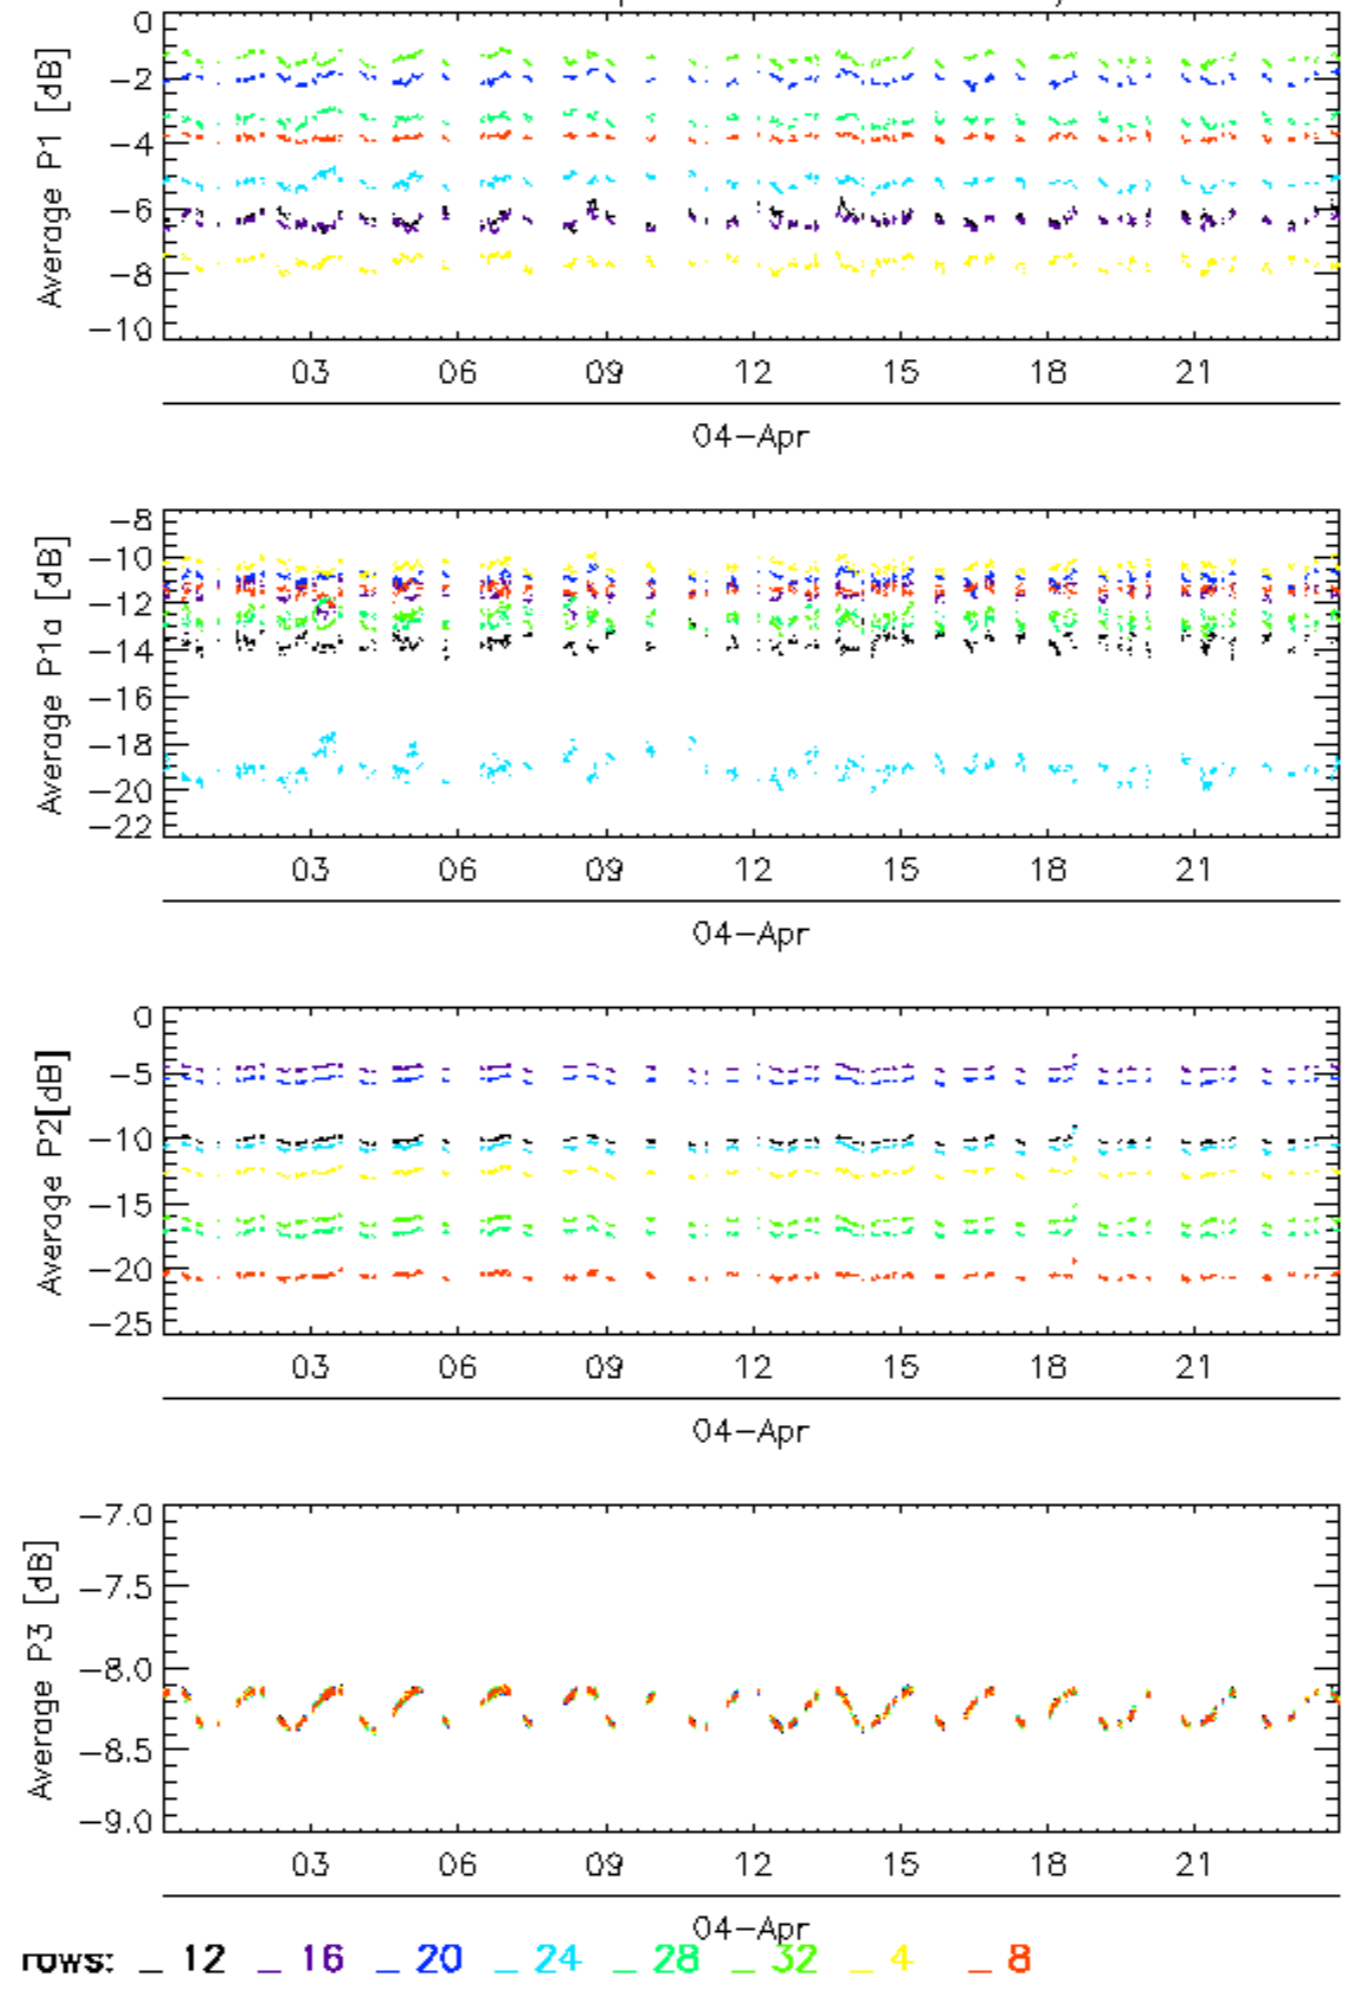 0
−2
−4
−6
−8
−10
Average P1 [dB]
03 06 09 12 15 18 21
04−Apr
−8
−10
−12
−14
−16
−18
−20
−22
Average P1a [dB]
03 06 09 12 15 18 21
04−Apr
0
−5
−10
−15
−20
−25
Average P2[dB]
03 06 09 12 15 18 21
04−Apr
−7.0
−7.5
−8.0
−8.5
−9.0
Average P3 [dB]
03 06 09 12 15 18 21
04−Apr
rows: _ 12 _ 16 _ 20 _ 24 _ 28 _ 32 _ 4 _ 8